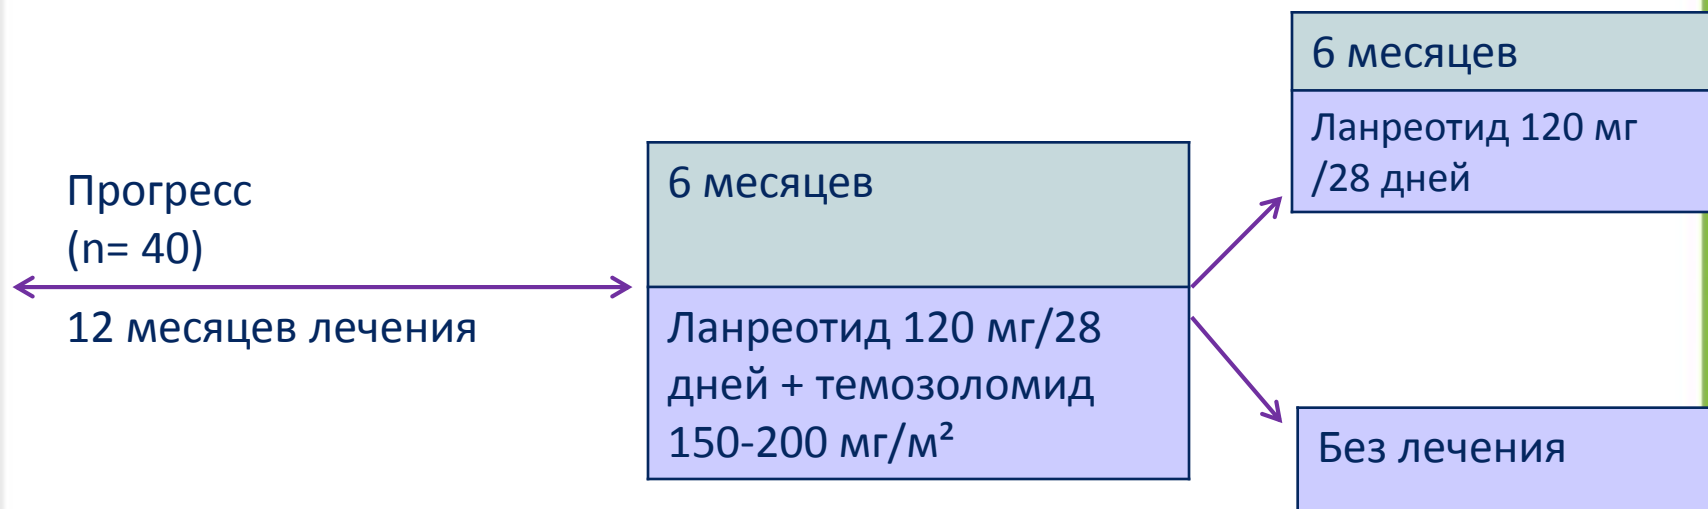 Прогресс
(n= 40)
12 месяцев лечения
6 месяцев
Ланреотид 120 мг/28
дней + темозоломид
150-200 мг/м²
6 месяцев
Ланреотид 120 мг
/28 дней
Без лечения